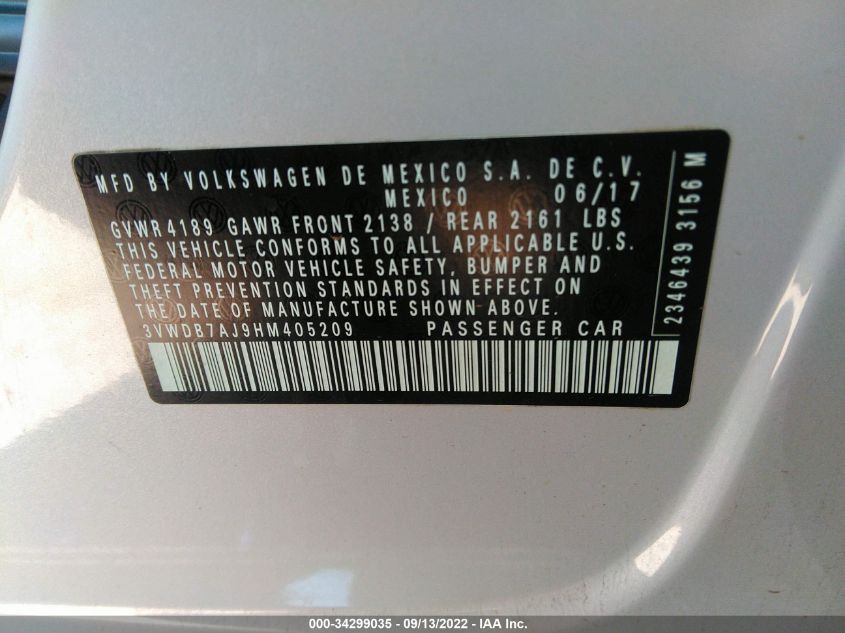 MFD BY VOLKSWAGEN DE MEXICO S.A. DE C.V.
MEXICO 06/17
GVWR 4189 GAWR FRONT 2138 / REAR 2161 LBS
THIS VEHICLE CONFORMS TO ALL APPLICABLE U.S.
FEDERAL MOTOR VEHICLE SAFETY, BUMPER AND
THEFT PREVENTION STANDARDS IN EFFECT ON
THE DATE OF MANUFACTURE SHOWN ABOVE.
3VWDB7AJ9HM405209 PASSENGER CAR
2346439 3156 M
000-34299035 - 09/13/2022 - IAA Inc.